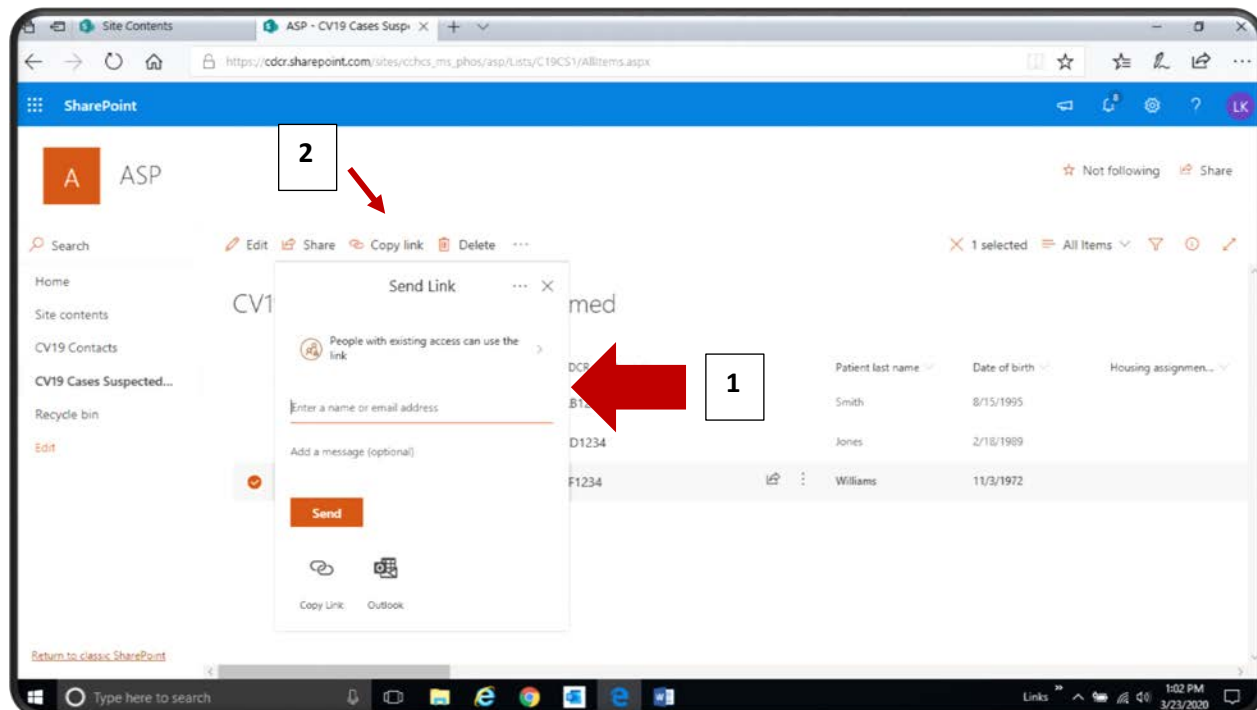 Site Contents
ASP - CV19 Cases Susp
https://cdcr.sharepoint.com/sites/cchcs_ms_phos/asp/Lists/C19CS1/AllItems.aspx
SharePoint
8
LK
2
A
ASP
Not following
Share
Search
Edit
Share
Copy link
Delete
1 selected
All Items
Home
Site contents
CV19 Contacts
CV19 Cases Suspected...
Recycle bin
Edit
Send Link
CV1
med
People with existing access can use the
link
Patient last name
Date of birth
Housing assignmen...
1
Enter a name or email address
Smith
8/15/1995
Add a message (optional)
D1234
Jones
2/18/1989
F1234
Williams
11/3/1972
Send
Copy Link
Outlook
Return to classic SharePoint
Type here to search
Links
1:02 PM
3/23/2020